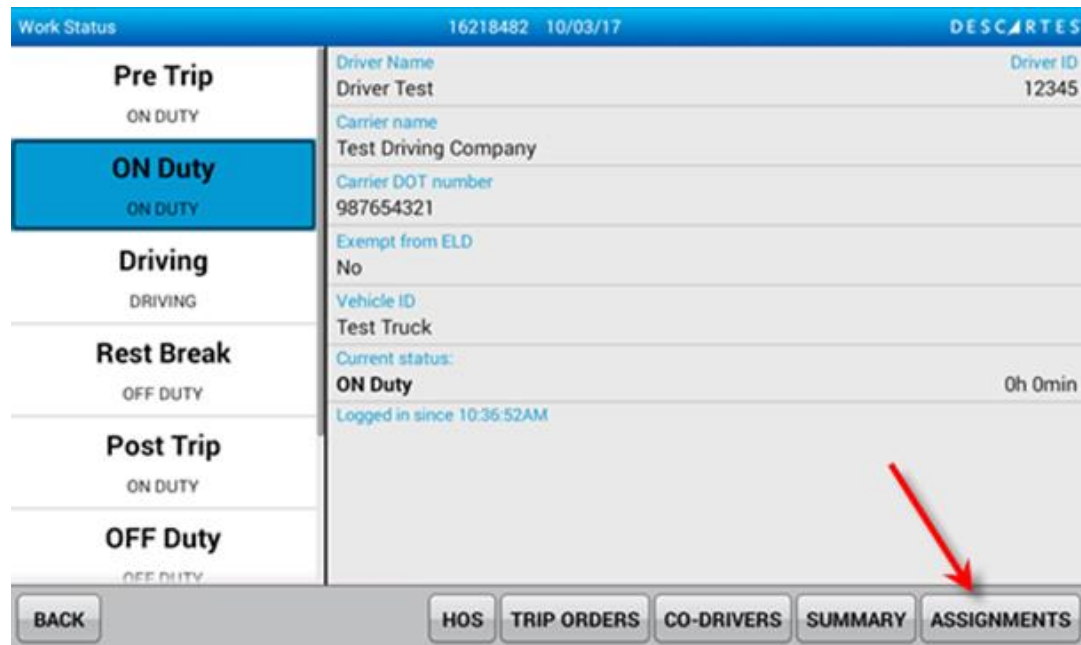 Work Status 16218482 10/03/17 DESCARTES
Pre Trip
ON DUTY
ON Duty
ON DUTY
Driving
DRIVING
Rest Break
OFF DUTY
Post Trip
ON DUTY
OFF Duty
OFF DUTY
Driver Name Driver ID
Driver Test 12345
Carrier name
Test Driving Company
Carrier DOT number
987654321
Exempt from ELD
No
Vehicle ID
Test Truck
Current status:
ON Duty 0h 0min
Logged in since 10:36:52AM
BACK HOS TRIP ORDERS CO-DRIVERS SUMMARY ASSIGNMENTS